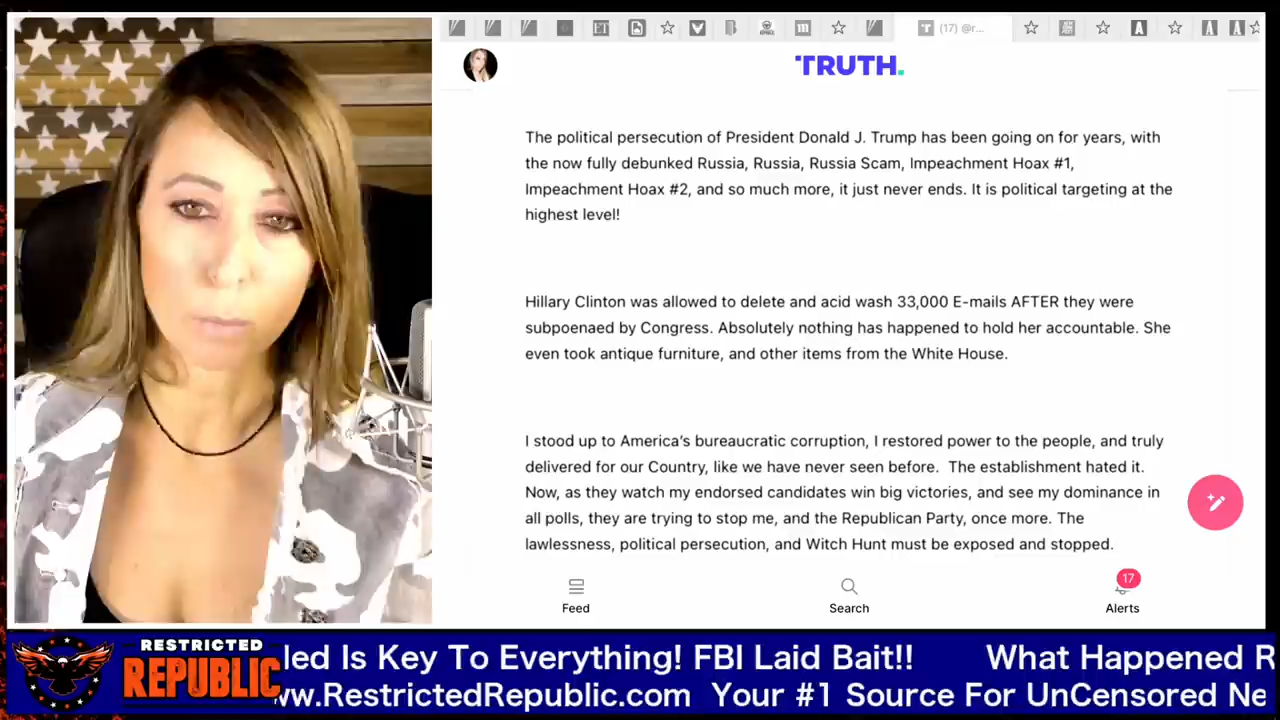 ET
(17) @r...
TRUTH.
The political persecution of President Donald J. Trump has been going on for years, with
the now fully debunked Russia, Russia, Russia Scam, Impeachment Hoax #1,
Impeachment Hoax #2, and so much more, it just never ends. It is political targeting at the
highest level!
Hillary Clinton was allowed to delete and acid wash 33,000 E-mails AFTER they were
subpoenaed by Congress. Absolutely nothing has happened to hold her accountable. She
even took antique furniture, and other items from the White House.
I stood up to America's bureaucratic corruption, I restored power to the people, and truly
delivered for our Country, like we have never seen before. The establishment hated it.
Now, as they watch my endorsed candidates win big victories, and see my dominance in
all polls, they are trying to stop me, and the Republican Party, once more. The
lawlessness, political persecution, and Witch Hunt must be exposed and stopped.
17
Feed Search Alerts
RESTRICTED
REPUBLIC
led Is Key To Everything! FBI Laid Bait!! What Happened R
ww.RestrictedRepublic.com Your #1 Source For UnCensored Ne